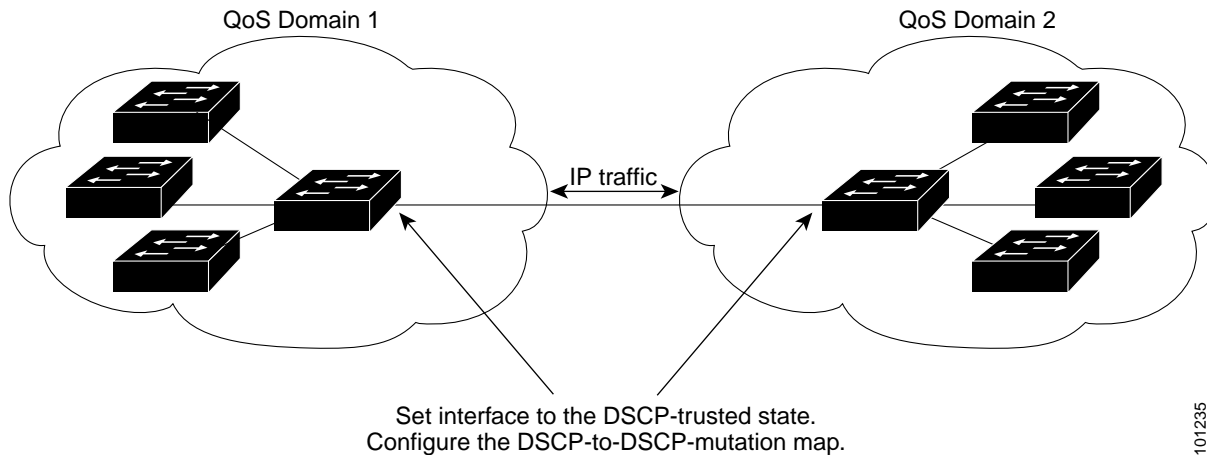 QoS Domain 1
QoS Domain 2
IP traffic
Set interface to the DSCP-trusted state.
Configure the DSCP-to-DSCP-mutation map.
101235